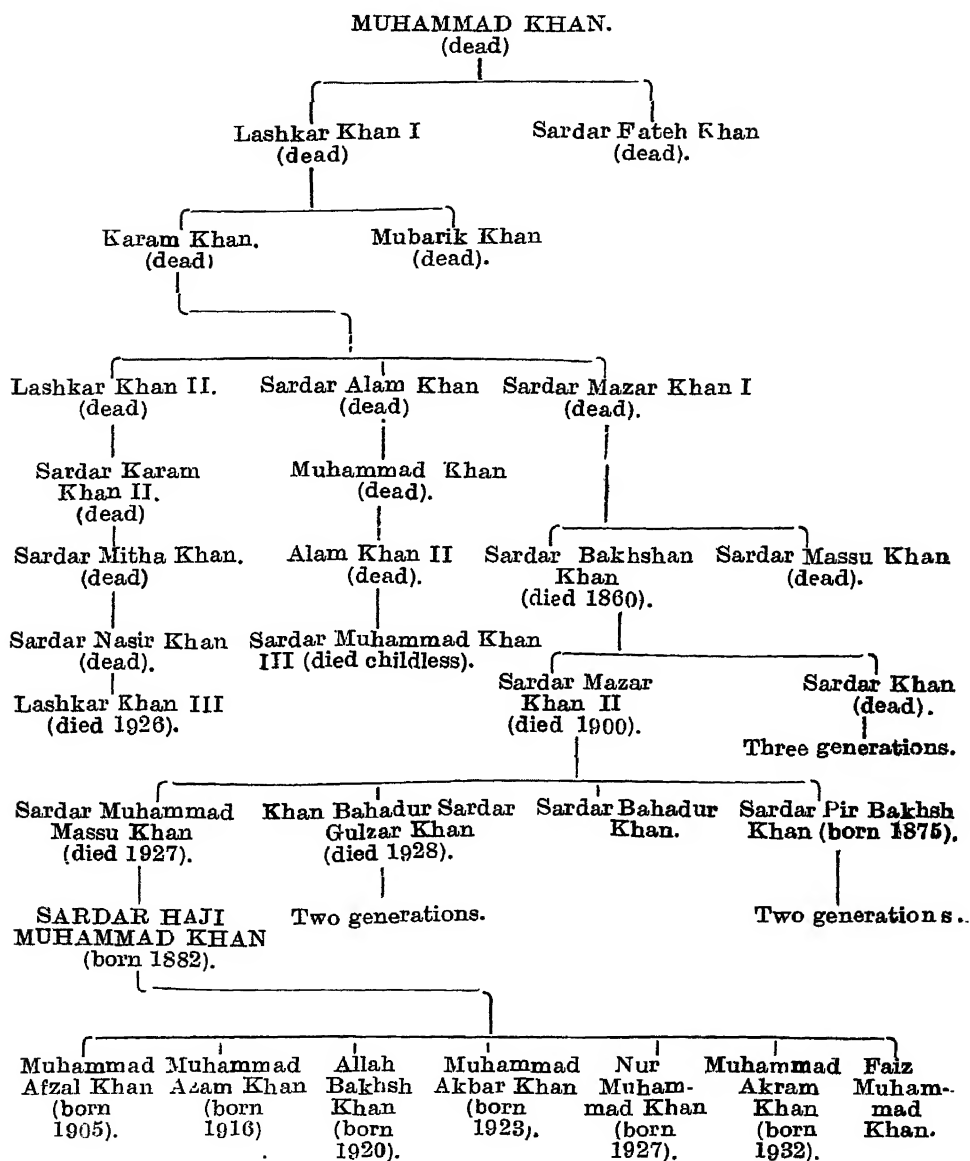 MUHAMMAD KHAN.
(dead)
Lashkar Khan I
(dead)
Sardar Fateh Khan
(dead).
Karam Khan.
(dead)
Mubarik Khan
(dead).
Lashkar Khan II.
(dead)
Sardar Alam Khan
(dead)
Sardar Mazar Khan I
(dead).
Sardar Karam
Khan II.
(dead)
Muhammad Khan
(dead).
Sardar Mitha Khan.
(dead)
Alam Khan II
(dead).
Sardar Bakhshan
Khan
(died 1860).
Sardar Massu Khan
(dead).
Sardar Nasir Khan
(dead).
Sardar Muhammad Khan
III (died childless).
Sardar Mazar
Khan II
(died 1900).
Sardar Khan
(dead).
Lashkar Khan III
(died 1926).
Three generations.
Sardar Muhammad
Massu Khan
(died 1927).
Khan Bahadur Sardar
Gulzar Khan
(died 1928).
Sardar Bahadur
Khan.
Sardar Pir Bakhsh
Khan (born 1875).
SARDAR HAJI
MUHAMMAD KHAN
(born 1882).
Two generations.
Two generations.
Muhammad
Afzal Khan
(born
1905).
Muhammad
Azam Khan
(born
1916)
Allah
Bakhsh
Khan
(born
1920).
Muhammad
Akbar Khan
(born
1923).
Nur
Muham-
mad Khan
(born
1927).
Muhammad
Akram
Khan
(born
1932).
Faiz
Muham-
mad
Khan.